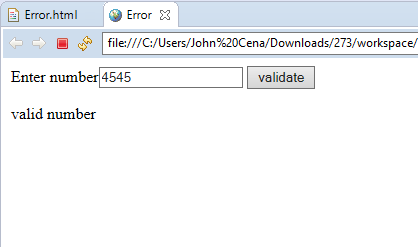 Error.html Error
file:///C:/Users/John%20Cena/Downloads/273/workspace/
Enter number 4545 validate
valid number